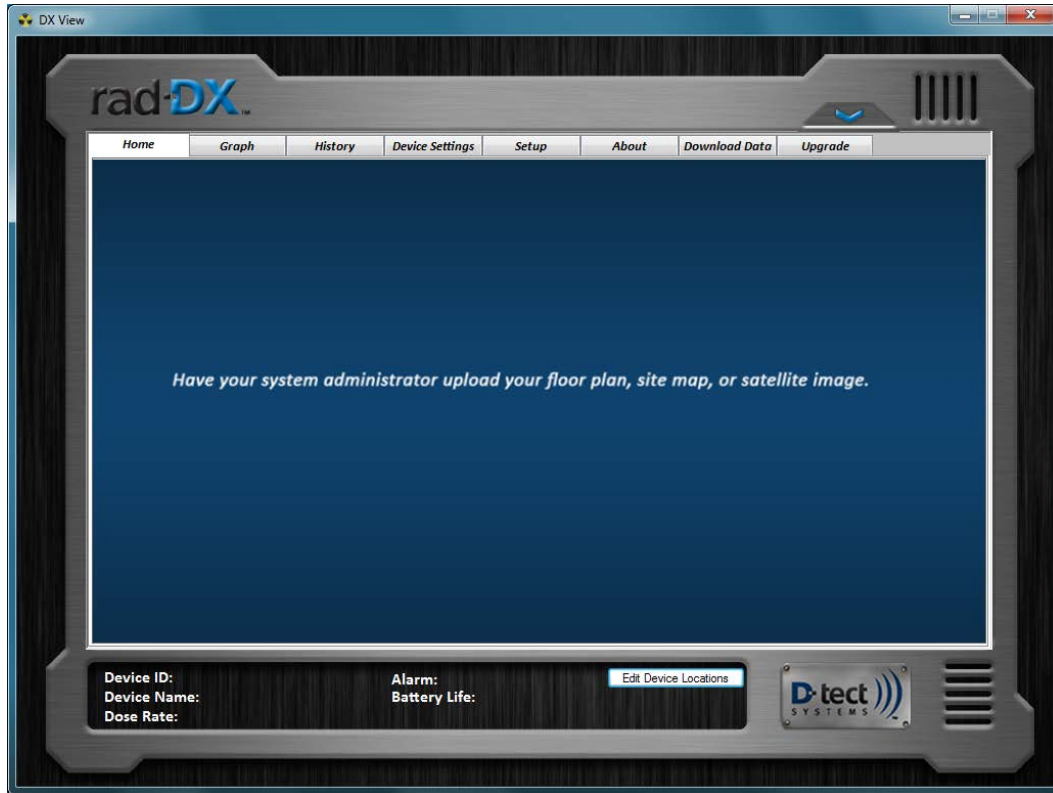 DX View
rad-DX™
Home Graph History Device Settings Setup About Download Data Upgrade
Have your system administrator upload your floor plan, site map, or satellite image.
Device ID:
Device Name:
Dose Rate:
Alarm:
Battery Life:
Edit Device Locations
D-tect
SYSTEMS